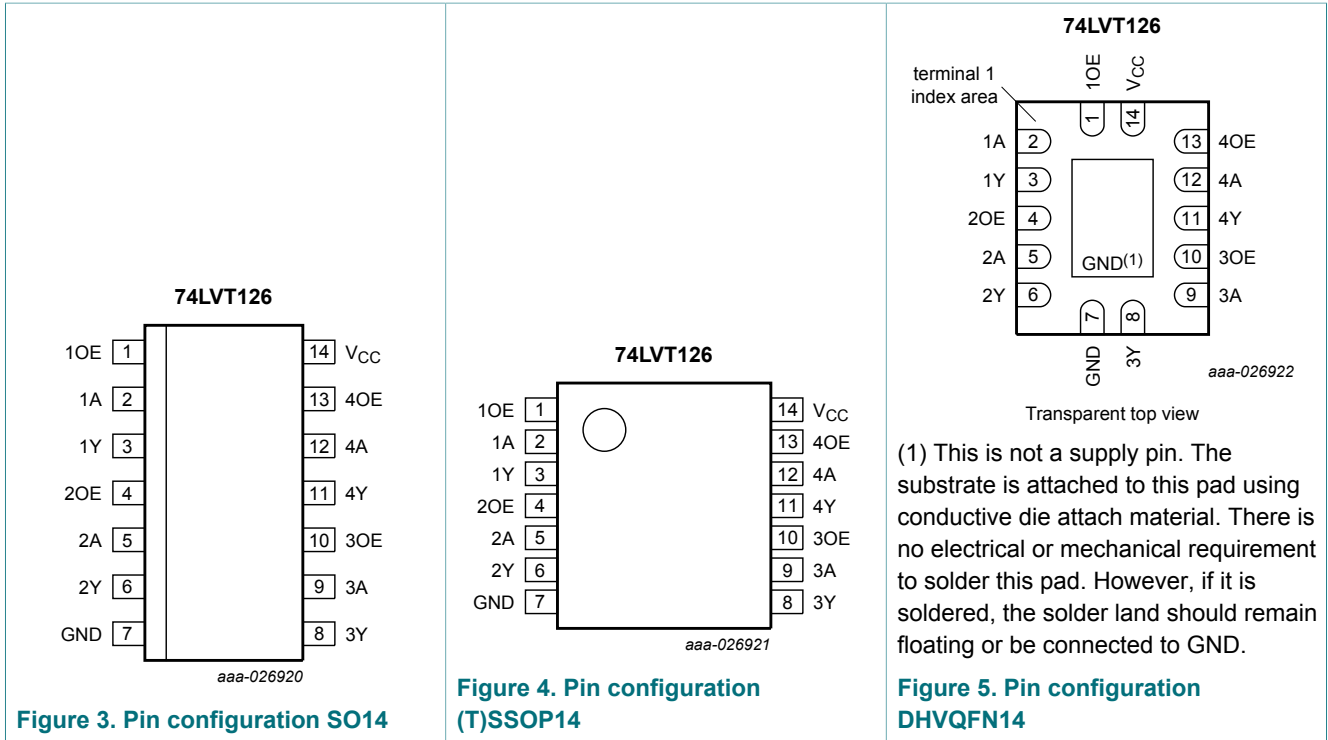 74LVT126
1OE 1
14 VCC
1A 2
13 4OE
1Y 3
12 4A
2OE 4
11 4Y
2A 5
10 3OE
2Y 6
9 3A
GND 7
8 3Y
aaa-026920
Figure 3. Pin configuration SO14
74LVT126
1OE 1
14 VCC
1A 2
13 4OE
1Y 3
12 4A
2OE 4
11 4Y
2A 5
10 3OE
2Y 6
9 3A
GND 7
8 3Y
aaa-026921
Figure 4. Pin configuration
(T)SSOP14
74LVT126
terminal 1
index area
1OE
VCC
1
14
1A 2
13 4OE
1Y 3
12 4A
2OE 4
11 4Y
2A 5
10 3OE
2Y 6
9 3A
GND(1)
7
8
GND
3Y
aaa-026922
Transparent top view
(1) This is not a supply pin. The
substrate is attached to this pad using
conductive die attach material. There is
no electrical or mechanical requirement
to solder this pad. However, if it is
soldered, the solder land should remain
floating or be connected to GND.
Figure 5. Pin configuration
DHVQFN14